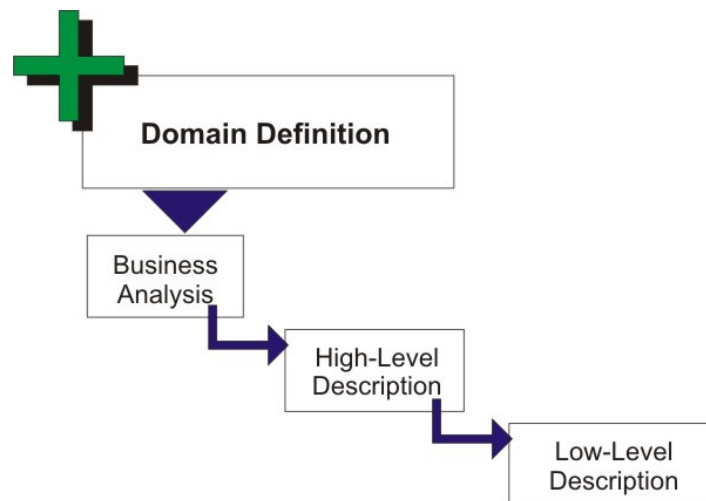 Domain Definition
Business
Analysis
High-Level
Description
Low-Level
Description